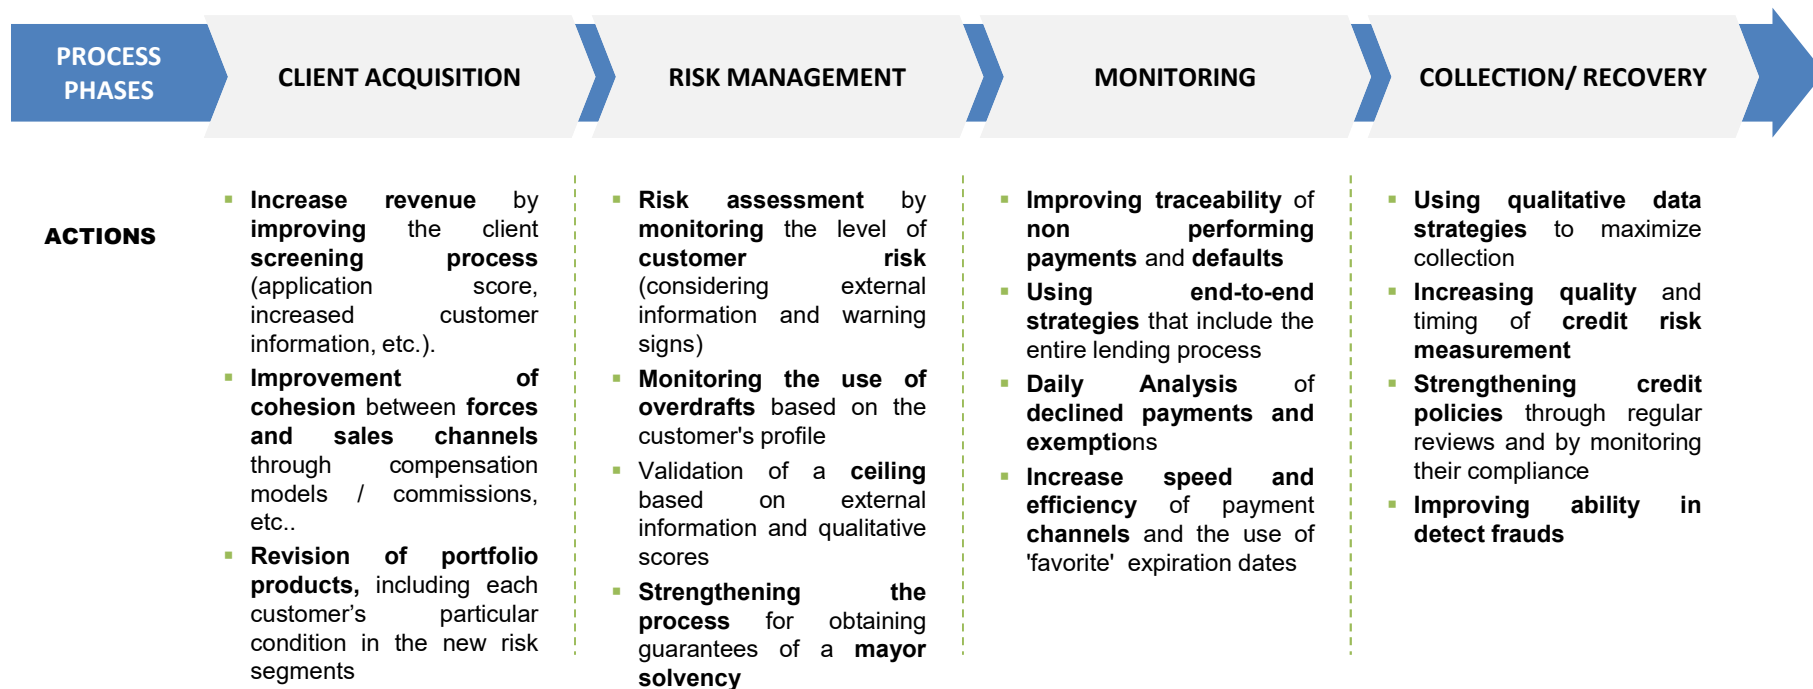 PROCESS
PHASES
CLIENT ACQUISITION
RISK MANAGEMENT
MONITORING
COLLECTION/ RECOVERY
ACTIONS
▪ Increase revenue by
improving the client
screening process
(application score,
increased customer
information, etc.).
▪ Improvement of
cohesion between forces
and sales channels
through compensation
models / commissions,
etc..
▪ Revision of portfolio
products, including each
customer’s particular
condition in the new risk
segments
▪ Risk assessment by
monitoring the level of
customer risk
(considering external
information and warning
signs)
▪ Monitoring the use of
overdrafts based on the
customer's profile
▪ Validation of a ceiling
based on external
information and qualitative
scores
▪ Strengthening the
process for obtaining
guarantees of a mayor
solvency
▪ Improving traceability of
non performing
payments and defaults
▪ Using end-to-end
strategies that include the
entire lending process
▪ Daily Analysis of
declined payments and
exemptions
▪ Increase speed and
efficiency of payment
channels and the use of
'favorite' expiration dates
▪ Using qualitative data
strategies to maximize
collection
▪ Increasing quality and
timing of credit risk
measurement
▪ Strengthening credit
policies through regular
reviews and by monitoring
their compliance
▪ Improving ability in
detect frauds